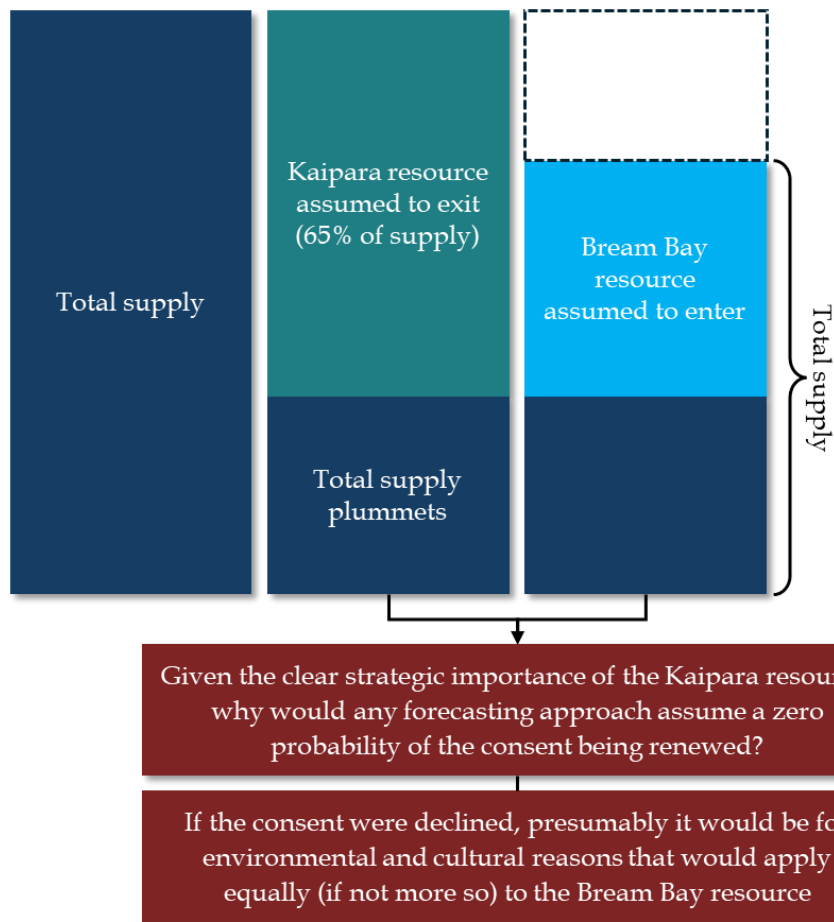 Total supply
Kaipara resource
assumed to exit
(65% of supply)
Total supply
plummets
Bream Bay
resource
assumed to enter
Total supply
Given the clear strategic importance of the Kaipara
why would any forecasting approach assume a zero
probability of the consent being renewed?
If the consent were declined, presumably it would be
environmental and cultural reasons that would apply
equally (if not more so) to the Bream Bay resource